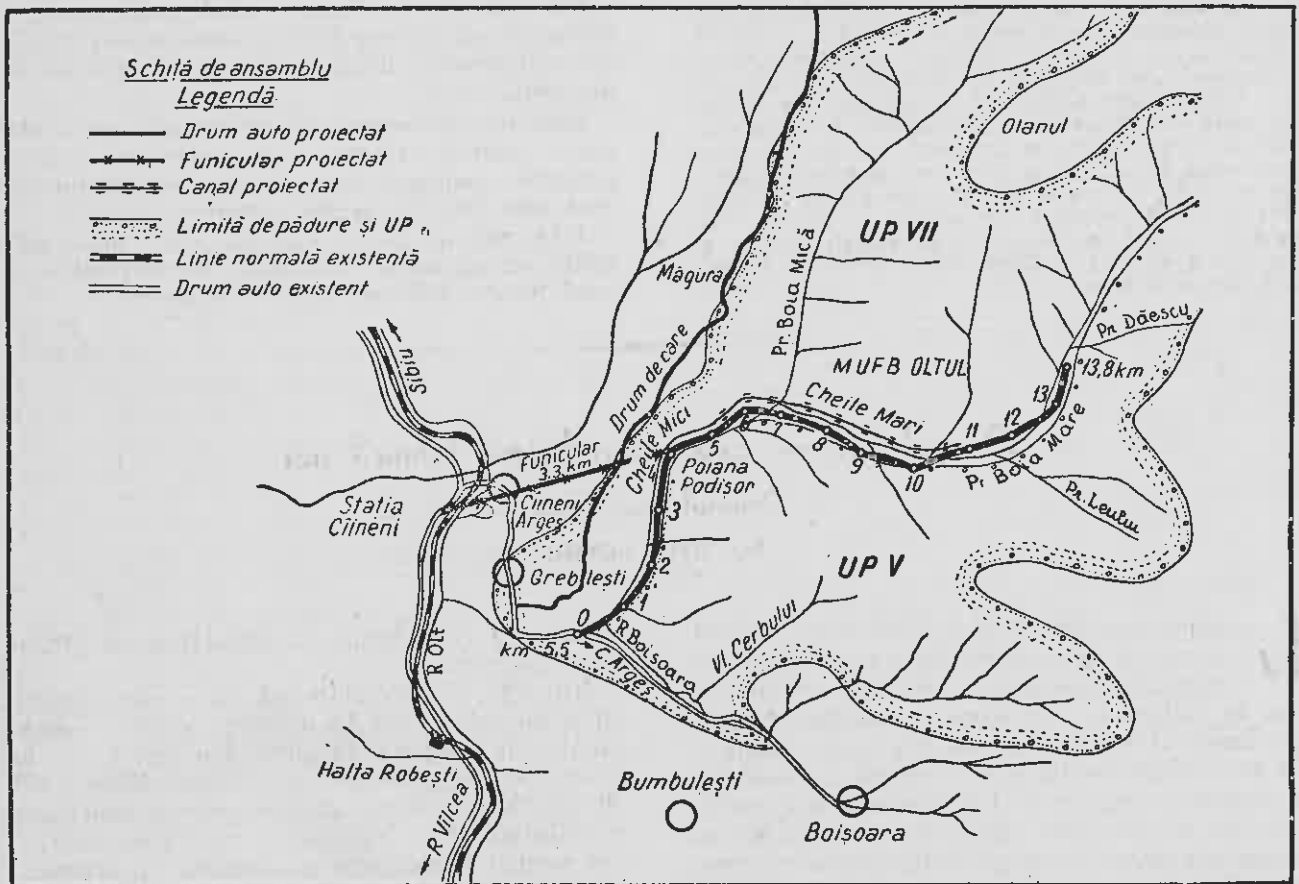 Schiță de ansamblu
Legendă
Drum auto proiectat
Funicular proiectat
Canal proiectat
Limită de pădure și UP
Linie normală existentă
Drum auto existent
Olanul
UP VII
Pr. Boia Mică
Măgura
Pr. Dăescu
Sibiu
Drum de care
MUFB OLTUL
13,8 km
Cheile Mari
13
12
11
Funicular
3,3 km
Cheile Mici
5
6
7
8
9
10
Pr. Boia Mare
Poiana
Podișor
Stația
Cîineni
Cîineni
Argeș
3
Pr. Leului
2
UP V
Greblești
1
0
R. Boișoara
Vl. Cerbului
km 5,5
C. Argeș
R Olt
Halta Robești
Bumbulești
R Vîlcea
Boișoara